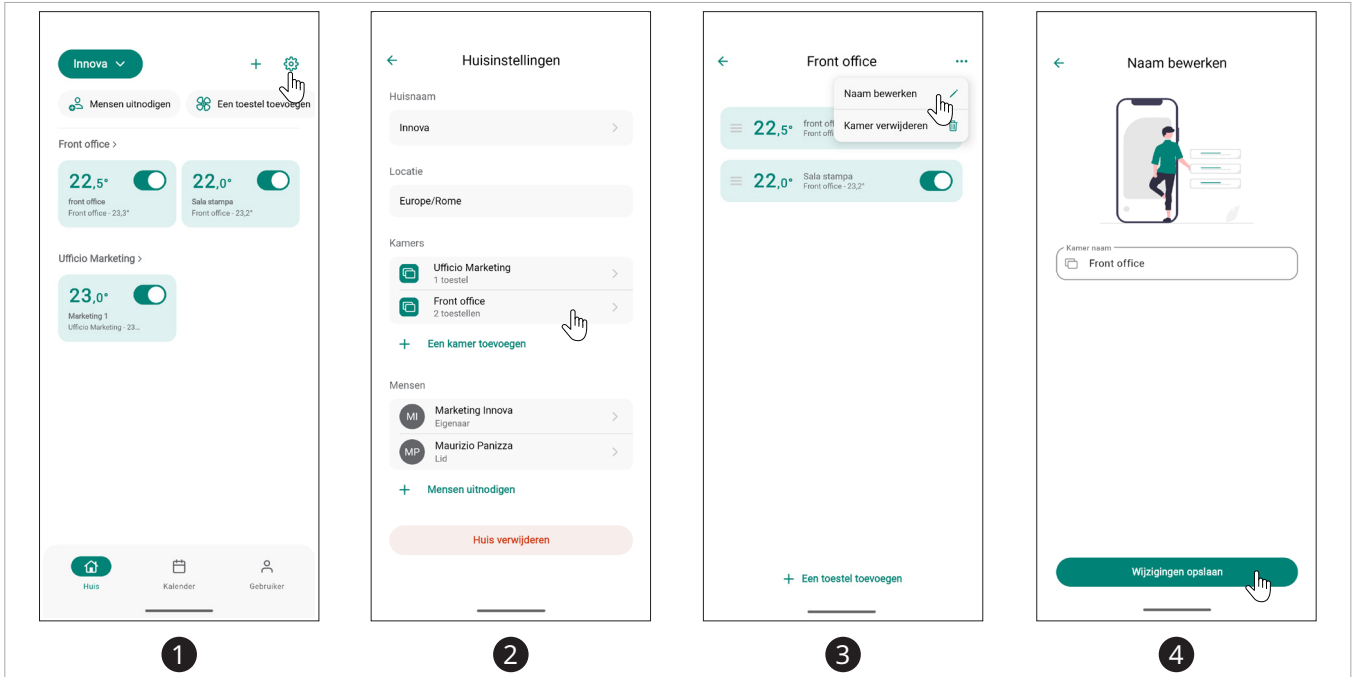 Innova
Mensen uitnodigen
Een toestel toevoegen
Front office >
22,5°
front office
Front office - 23,3°
22,0°
Sala stampa
Front office - 23,2°
Ufficio Marketing >
23,0°
Marketing 1
Ufficio Marketing - 23...
Huis
Kalender
Gebruiker
1
Huisinstellingen
Huisnaam
Innova
Locatie
Europe/Rome
Kamers
Ufficio Marketing
1 toestel
Front office
2 toestellen
+ Een kamer toevoegen
Mensen
MI
Marketing Innova
Eigenaar
MP
Maurizio Panizza
Lid
+ Mensen uitnodigen
Huis verwijderen
2
Front office
Naam bewerken
Kamer verwijderen
22,5°
front off
Front offi
22,0°
Sala stampa
Front office - 23,2°
+ Een toestel toevoegen
3
Naam bewerken
Kamer naam
Front office
Wijzigingen opslaan
4